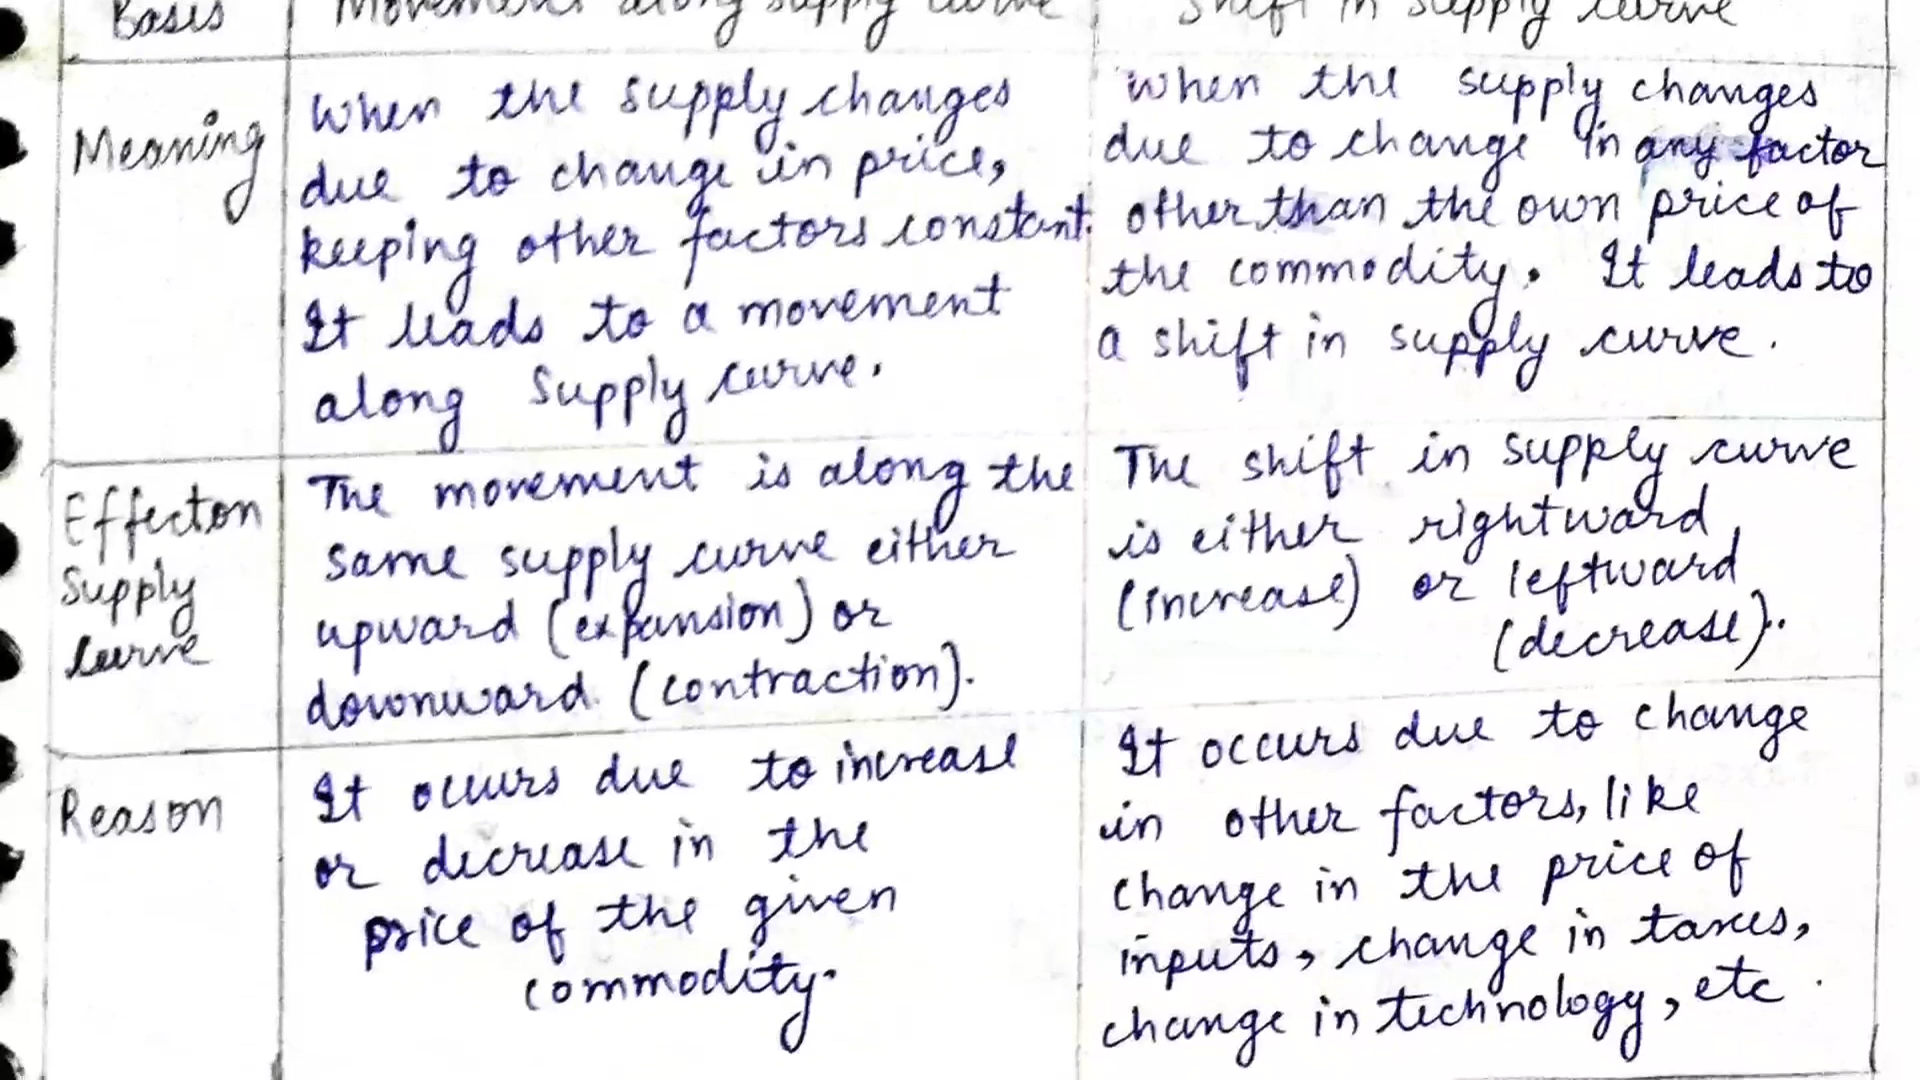 Basis
Movement along supply curve
Shift in supply curve
Meaning
When the supply changes
due to change in price,
keeping other factors constant.
It leads to a movement
along Supply curve.
when the supply changes
due to change in any factor
other than the own price of
the commodity. It leads to
a shift in supply curve.
Effect on
Supply
curve
The movement is along the
same supply curve either
upward (expansion) or
downward (contraction).
The shift in supply curve
is either rightward
(increase) or leftward
(decrease).
Reason
It occurs due to increase
or decrease in the
price of the given
commodity.
It occurs due to change
in other factors, like
change in the price of
inputs, change in taxes,
change in technology, etc.